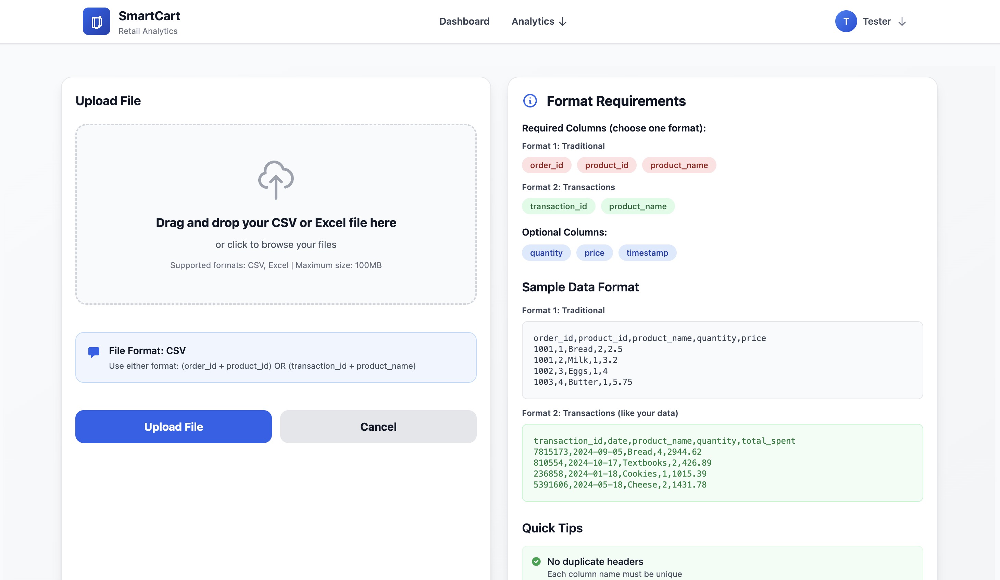 SmartCart
Retail Analytics
Dashboard
Analytics
T
Tester
Upload File
Drag and drop your CSV or Excel file here
or click to browse your files
Supported formats: CSV, Excel | Maximum size: 100MB
File Format: CSV
Use either format: (order_id + product_id) OR (transaction_id + product_name)
Upload File
Cancel
Format Requirements
Required Columns (choose one format):
Format 1: Traditional
order_id
product_id
product_name
Format 2: Transactions
transaction_id
product_name
Optional Columns:
quantity
price
timestamp
Sample Data Format
Format 1: Traditional
order_id,product_id,product_name,quantity,price
1001,1,Bread,2,2.5
1001,2,Milk,1,3.2
1002,3,Eggs,1,4
1003,4,Butter,1,5.75
Format 2: Transactions (like your data)
transaction_id,date,product_name,quantity,total_spent
7815173,2024-09-05,Bread,4,2944.62
810554,2024-10-17,Textbooks,2,426.89
236858,2024-01-18,Cookies,1,1015.39
5391606,2024-05-18,Cheese,2,1431.78
Quick Tips
No duplicate headers
Each column name must be unique